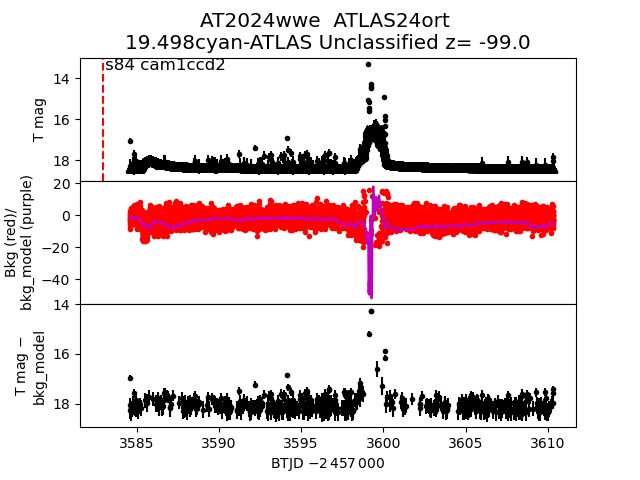 AT2024wwe ATLAS24ort
19.498cyan-ATLAS Unclassified z= -99.0
s84 cam1ccd2
T mag
14
16
18
Bkg (red)/
bkg_model (purple)
20
0
−20
−40
T mag −
bkg_model
14
16
18
3585 3590 3595 3600 3605 3610
BTJD −2 457 000